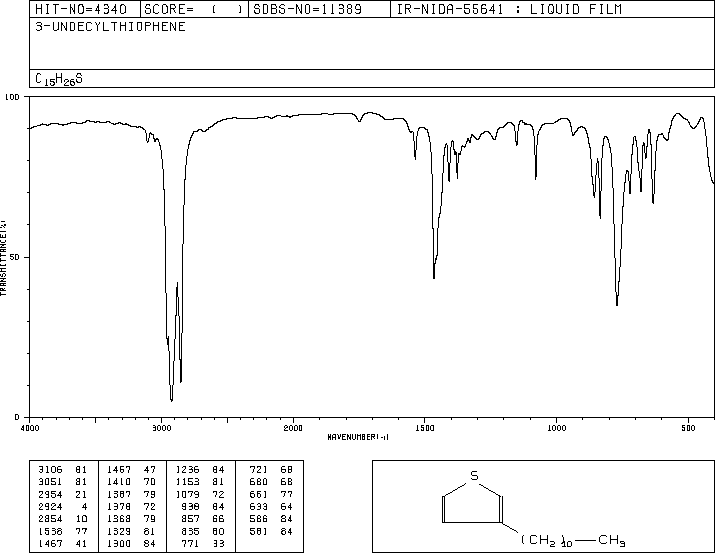 HIT-NO=4340 SCORE= ( ) SDBS-NO=11389 IR-NIDA-55641 : LIQUID FILM
3-UNDECYLTHIOPHENE
C15H26S
100
50
0
TRANSMITTANCE(%)
4000 3000 2000 1500 1000 500
WAVENUMBER(-1)
3106 81 1467 47 1236 84 721 68
3051 81 1410 70 1153 81 680 68
2954 21 1387 79 1079 72 661 77
2924 4 1378 72 938 84 633 64
2854 10 1368 79 857 66 586 84
1538 77 1329 81 835 60 581 84
1467 41 1300 84 771 33
S
(CH2)10 CH3